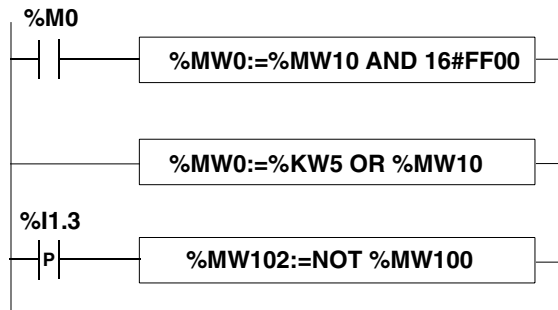 %M0
%MW0:=%MW10 AND 16#FF00
%MW0:=%KW5 OR %MW10
%I1.3
P
%MW102:=NOT %MW100